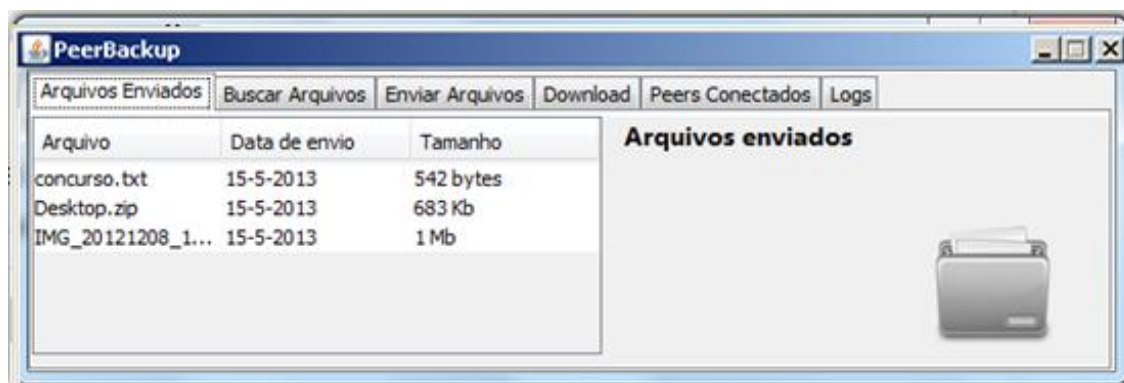 PeerBackup
Arquivos Enviados Buscar Arquivos Enviar Arquivos Download Peers Conectados Logs
Arquivo Data de envio Tamanho
concurso.txt 15-5-2013 542 bytes
Desktop.zip 15-5-2013 683 Kb
IMG_20121208_1... 15-5-2013 1 Mb
Arquivos enviados